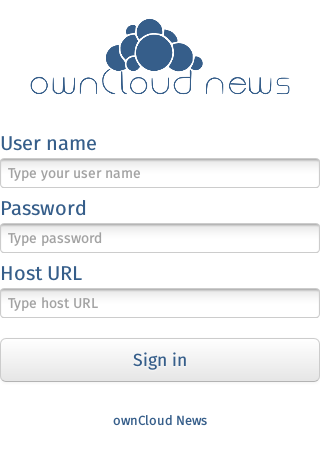 ownCloud news
User name
Type your user name
Password
Type password
Host URL
Type host URL
Sign in
ownCloud News